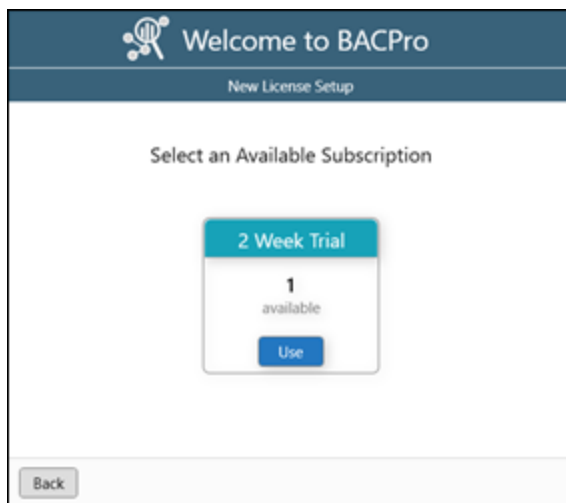 Welcome to BACPro
New License Setup
Select an Available Subscription
2 Week Trial
1
available
Use
Back